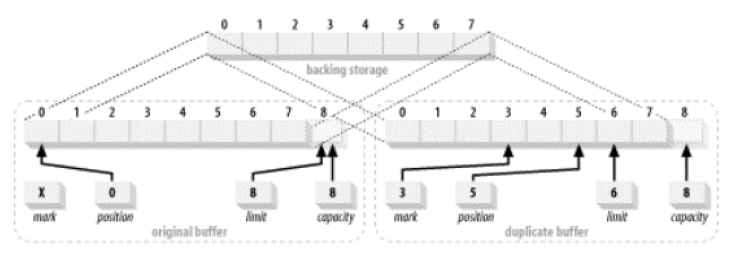 0 1 2 3 4 5 6 7
backing storage
0 1 2 3 4 5 6 7 8 0 1 2 3 4 5 6 7 8
X 0 8 8 3 5 6 8
mark position limit capacity mark position limit capacity
original buffer duplicate buffer